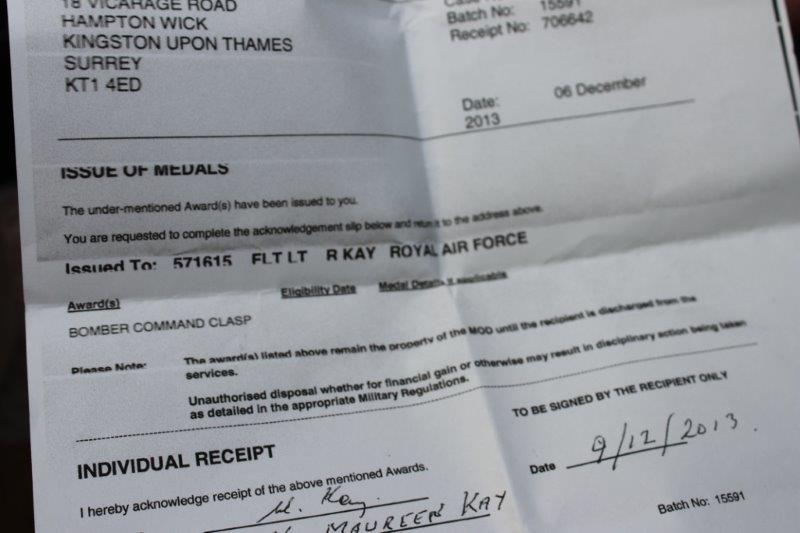 18 VICARAGE ROAD
HAMPTON WICK
KINGSTON UPON THAMES
SURREY
KT1 4ED
Batch No: 15591
Receipt No: 706642
Date: 06 December
2013
ISSUE OF MEDALS
The under-mentioned Award(s) have been issued to you.
You are requested to complete the acknowledgement slip below and return it to the address above.
Issued To: 571615 FLT LT R KAY ROYAL AIR FORCE
Award(s) Eligibility Date Medal Details if applicable
BOMBER COMMAND CLASP
Please Note: The award(s) listed above remain the property of the MOD until the recipient is discharged from the
services.
Unauthorised disposal whether for financial gain or otherwise may result in disciplinary action being taken
as detailed in the appropriate Military Regulations.
TO BE SIGNED BY THE RECIPIENT ONLY
INDIVIDUAL RECEIPT
I hereby acknowledge receipt of the above mentioned Awards.
Date 9/12/2013.
M. Kay.
MAUREEN KAY
Batch No: 15591